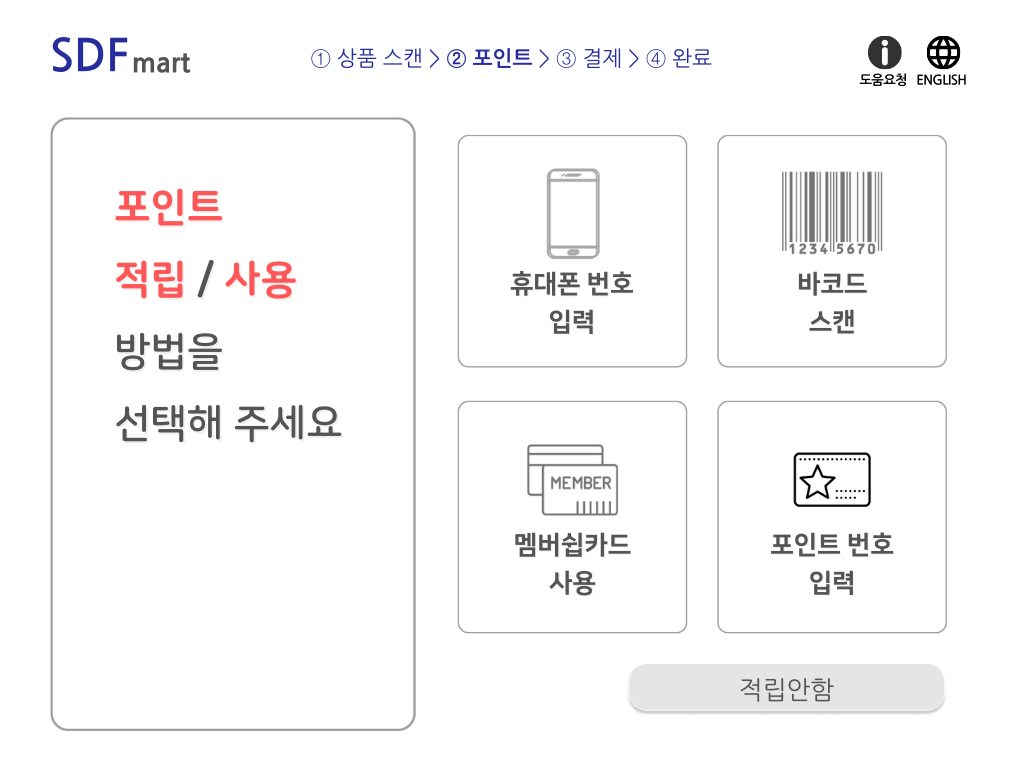 SDF mart
① 상품 스캔 > ② 포인트 > ③ 결제 > ④ 완료
도움요청
ENGLISH
포인트
적립 / 사용
방법을
선택해 주세요
휴대폰 번호
입력
1234 5670
바코드
스캔
MEMBER
멤버쉽카드
사용
포인트 번호
입력
적립안함